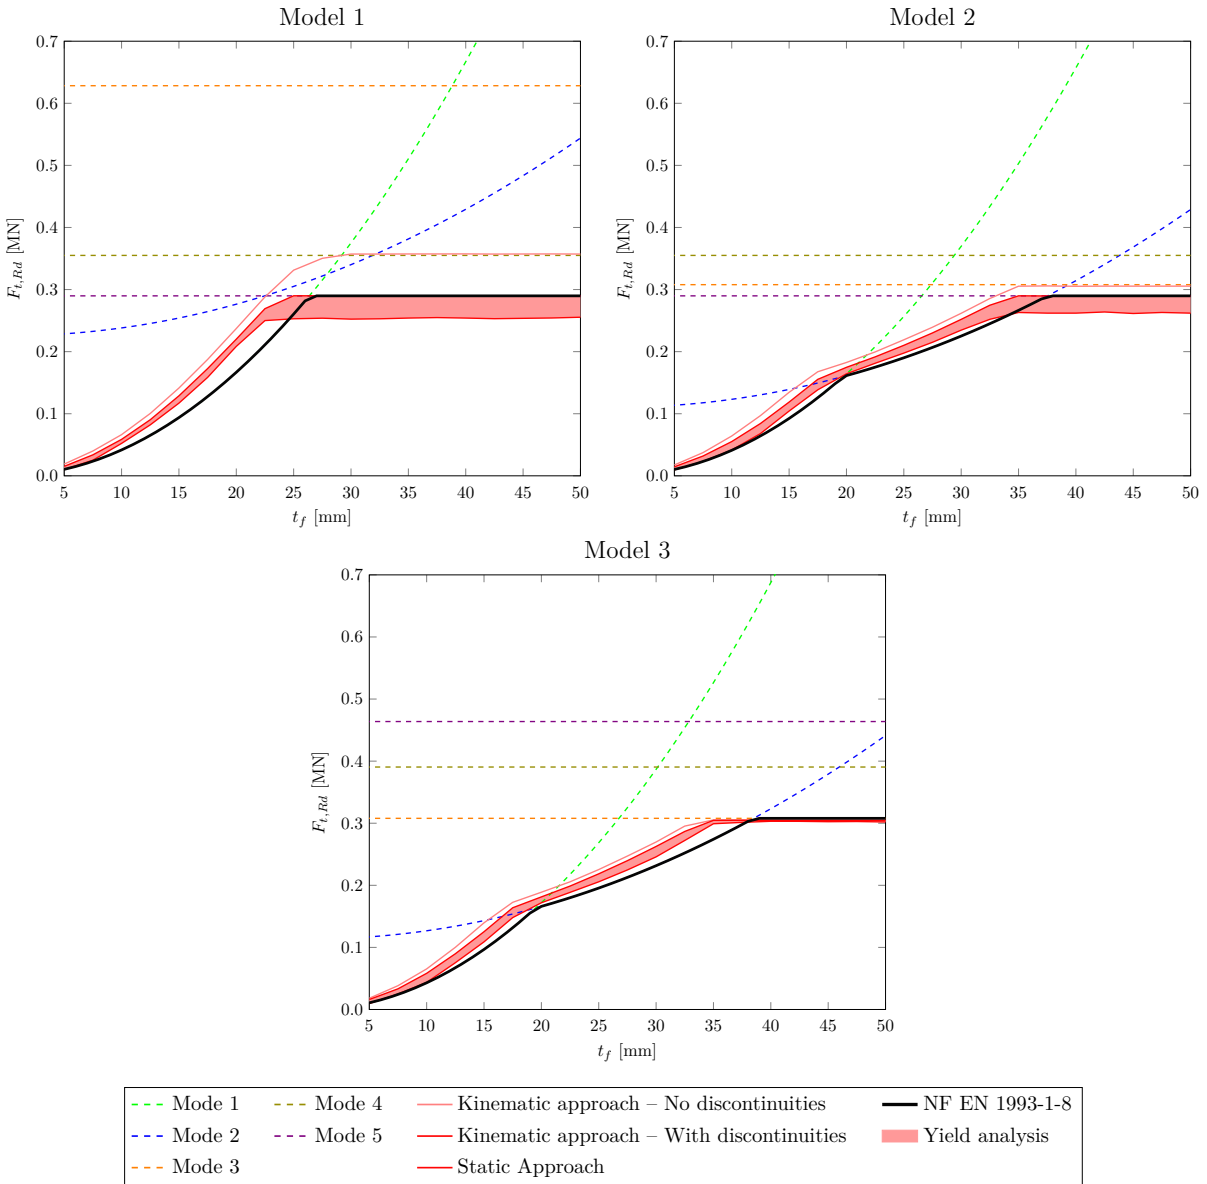 Model 1
0.7
0.6
0.5
0.4
0.3
0.2
0.1
0.0
F_{t,Rd} [MN]
5 10 15 20 25 30 35 40 45 50
t_f [mm]
Model 2
0.7
0.6
0.5
0.4
0.3
0.2
0.1
0.0
F_{t,Rd} [MN]
5 10 15 20 25 30 35 40 45 50
t_f [mm]
Model 3
0.7
0.6
0.5
0.4
0.3
0.2
0.1
0.0
F_{t,Rd} [MN]
5 10 15 20 25 30 35 40 45 50
t_f [mm]
Mode 1 Mode 4 Kinematic approach – No discontinuities NF EN 1993-1-8
Mode 2 Mode 5 Kinematic approach – With discontinuities Yield analysis
Mode 3 Static Approach